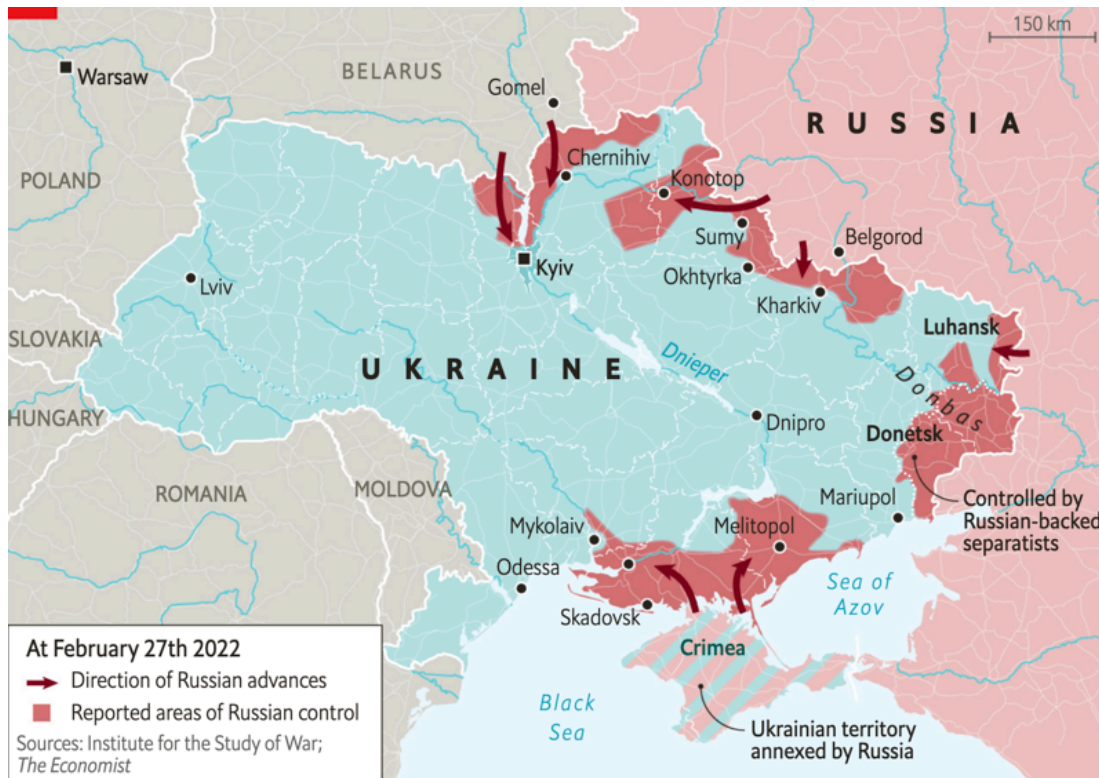 150 km
Warsaw
BELARUS
Gomel
RUSSIA
POLAND
Chernihiv
Konotop
Sumy
Belgorod
Kyiv
Okhtyrka
Lviv
Kharkiv
SLOVAKIA
Luhansk
UKRAINE
Dnieper
Donbas
HUNGARY
Dnipro
Donetsk
ROMANIA
MOLDOVA
Mariupol
Controlled by
Russian-backed
separatists
Mykolaiv
Melitopol
Odessa
Sea of
Azov
Skadovsk
Crimea
Black
Sea
Ukrainian territory
annexed by Russia
At February 27th 2022
Direction of Russian advances
Reported areas of Russian control
Sources: Institute for the Study of War;
The Economist